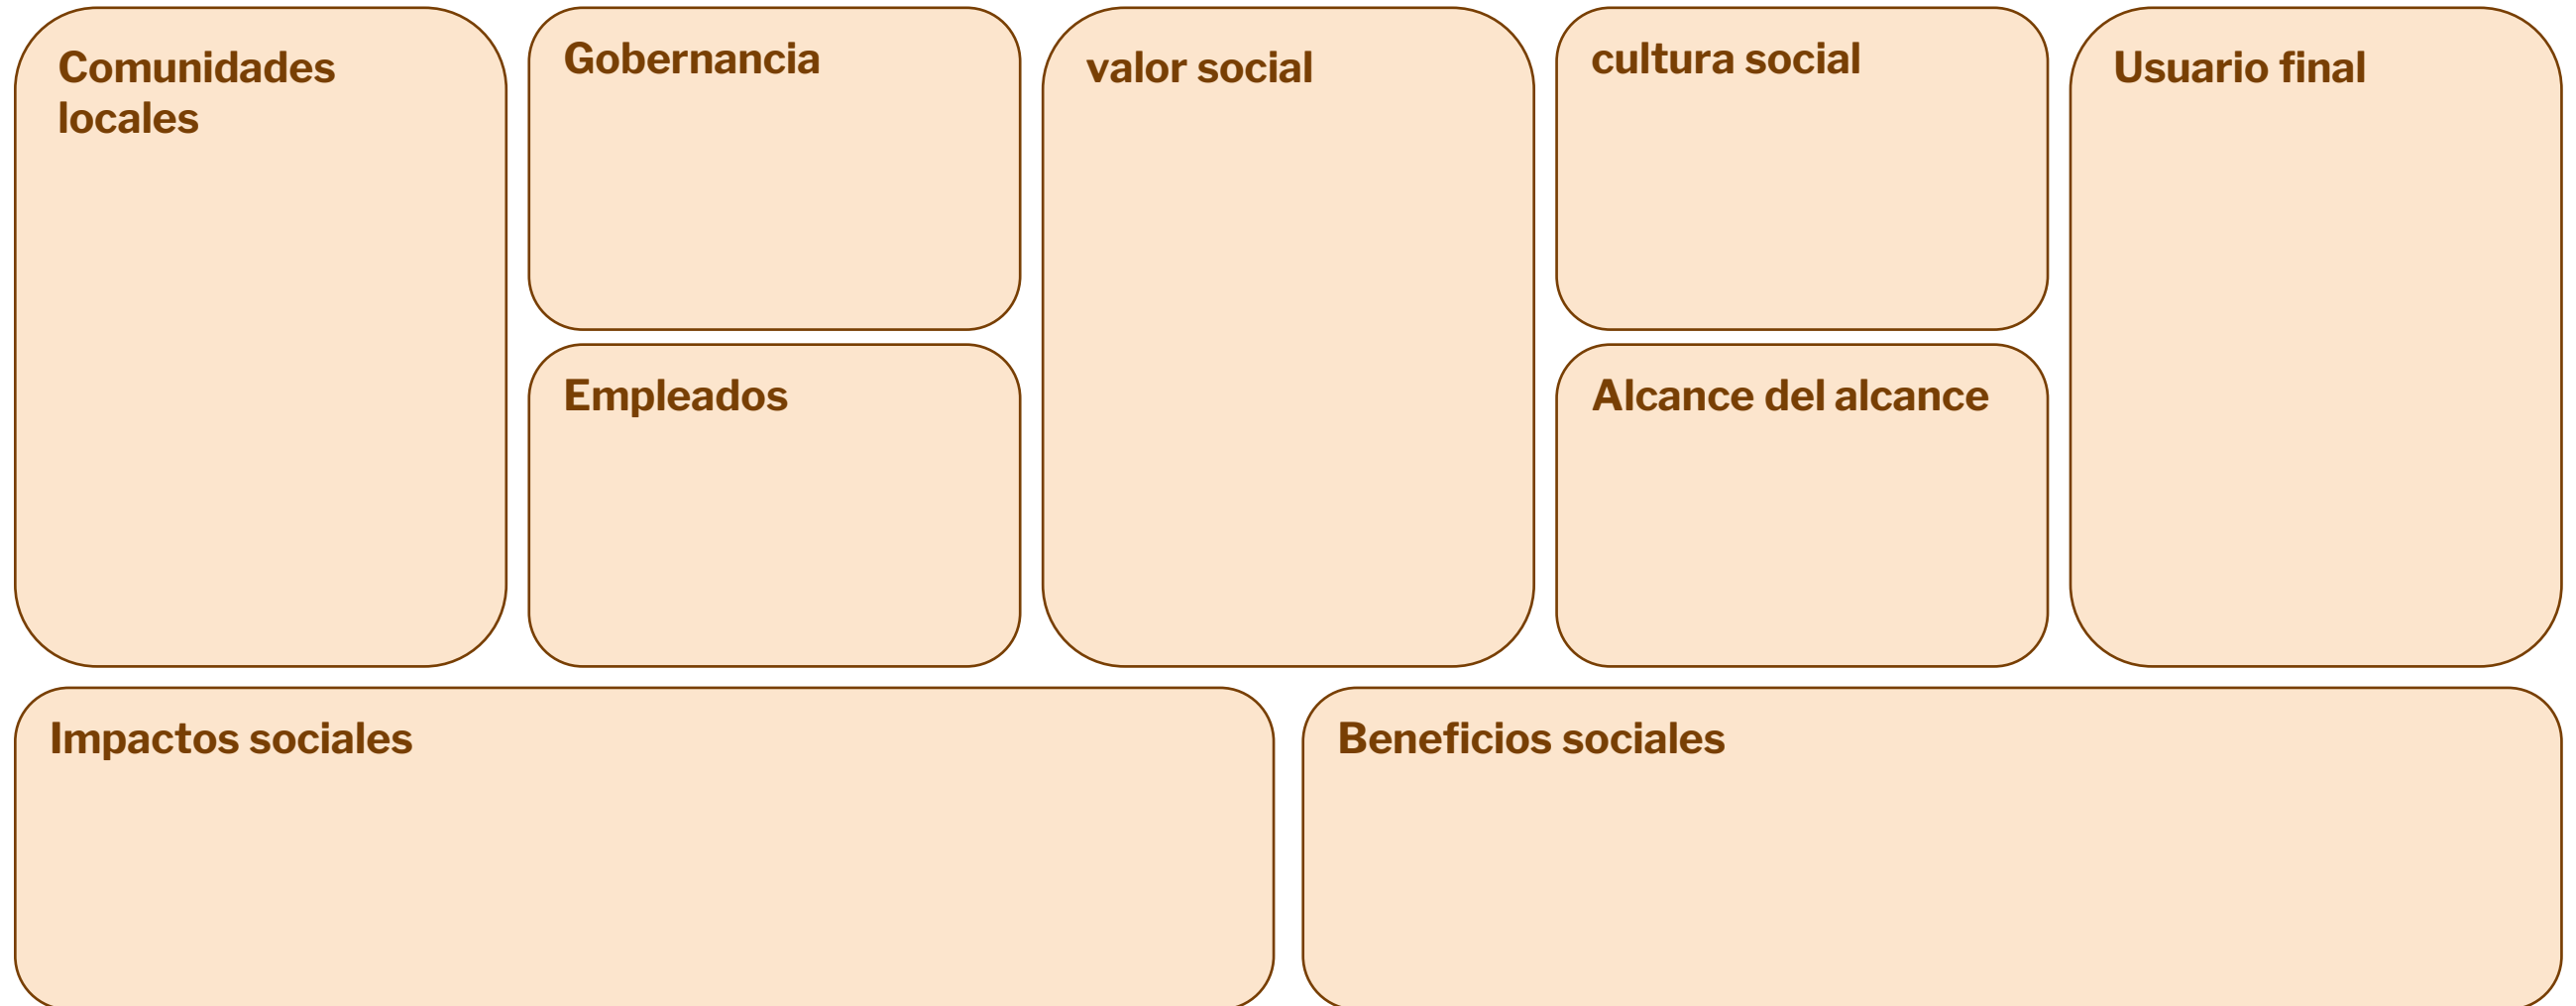 Comunidades
locales
Gobernancia
Empleados
valor social
cultura social
Alcance del alcance
Usuario final
Impactos sociales
Beneficios sociales